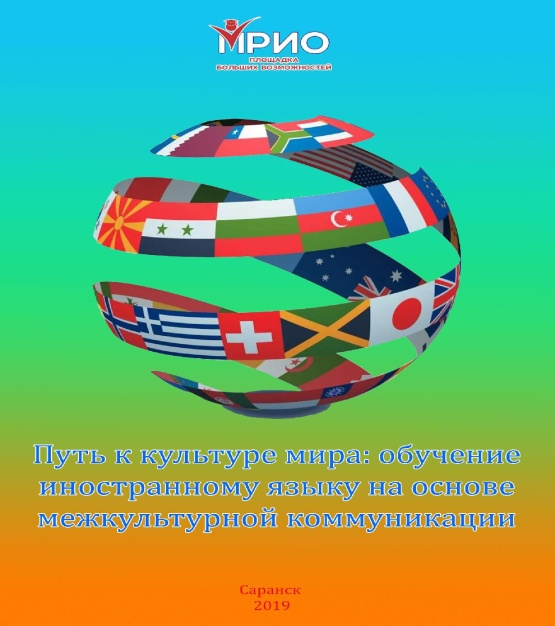 МРИО
ПЛОЩАДКА
БОЛЬШИХ ВОЗМОЖНОСТЕЙ
Путь к культуре мира: обучение
иностранному языку на основе
межкультурной коммуникации
Саранск
2019